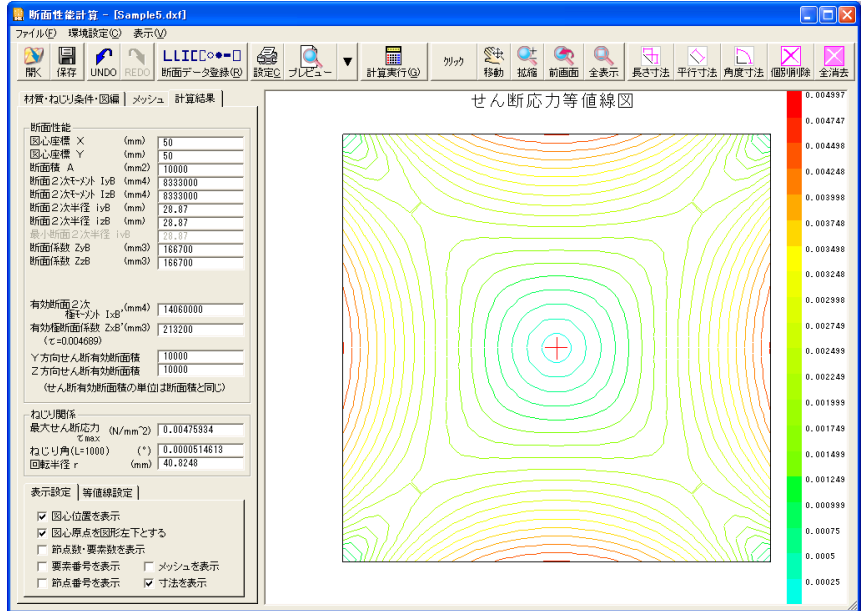 断面性能計算 - [Sample5.dxf]
ファイル(F) 環境設定(C) 表示(V)
開く 保存 UNDO REDO 断面データ登録(R) 設定C プレビュー ▼ 計算実行(G) クリック 移動 拡縮 前画面 全表示 長さ寸法 平行寸法 角度寸法 個別削除 全消去
材質・ねじり条件・図編 メッシュ 計算結果
断面性能
図心座標 X (mm) 50
図心座標 Y (mm) 50
断面積 A (mm2) 10000
断面2次モーメント IyB (mm4) 8333000
断面2次モーメント IzB (mm4) 8333000
断面2次半径 iyB (mm) 28.87
断面2次半径 izB (mm) 28.87
最小断面2次半径 ivB 28.87
断面係数 ZyB (mm3) 166700
断面係数 ZzB (mm3) 166700
有効断面2次
極モーメント IxB' (mm4) 14060000
有効極断面係数 ZxB'(mm3) 213200
(τ=0.004689)
Y方向せん断有効断面積 10000
Z方向せん断有効断面積 10000
(せん断有効断面積の単位は断面積と同じ)
ねじり関係
最大せん断応力 (N/mm^2) 0.00475934
τmax
ねじり角(L=1000) (°) 0.0000514613
回転半径 r (mm) 40.8248
表示設定 等値線設定
図心位置を表示
図心原点を図形左下とする
節点数・要素数を表示
要素番号を表示 メッシュを表示
節点番号を表示 寸法を表示
せん断応力等値線図
0.004997
0.004747
0.004498
0.004248
0.003998
0.003748
0.003498
0.003248
0.002998
0.002749
0.002499
0.002249
0.001999
0.001749
0.001499
0.001249
0.000999
0.00075
0.0005
0.00025